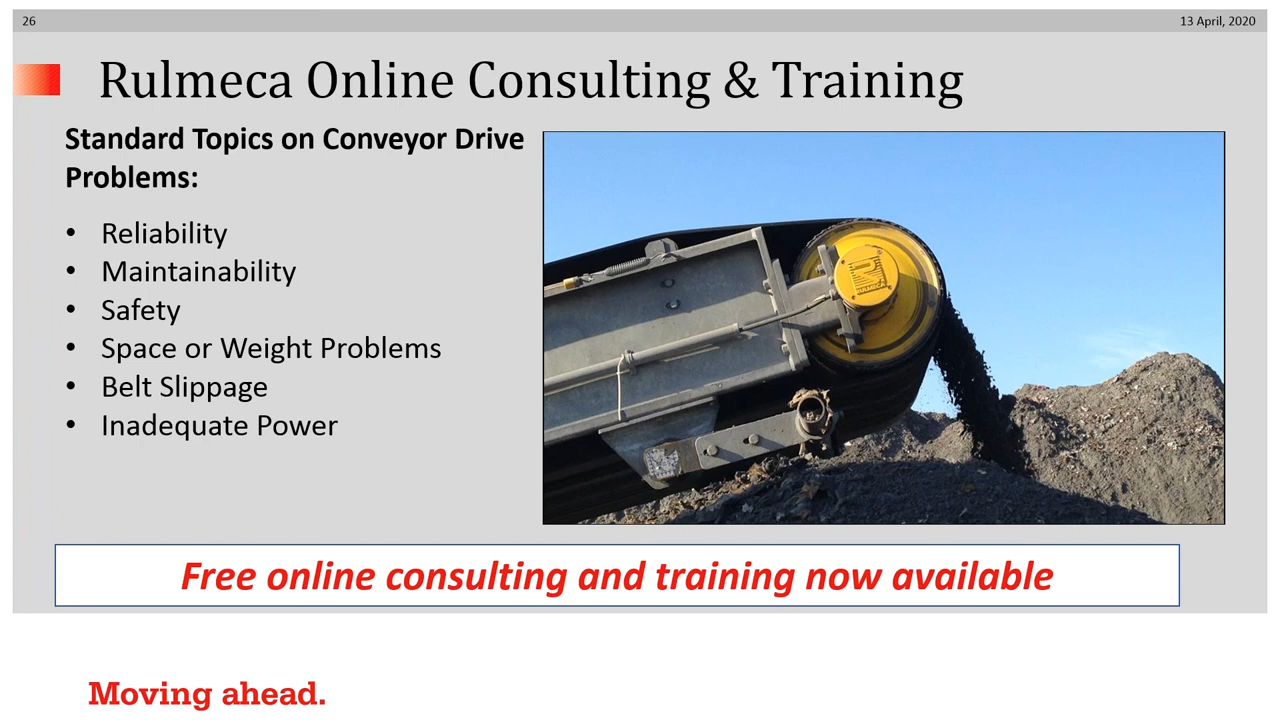 26
13 April, 2020
Rulmeca Online Consulting & Training
Standard Topics on Conveyor Drive
Problems:
• Reliability
• Maintainability
• Safety
• Space or Weight Problems
• Belt Slippage
• Inadequate Power
RULMECA
Free online consulting and training now available
Moving ahead.